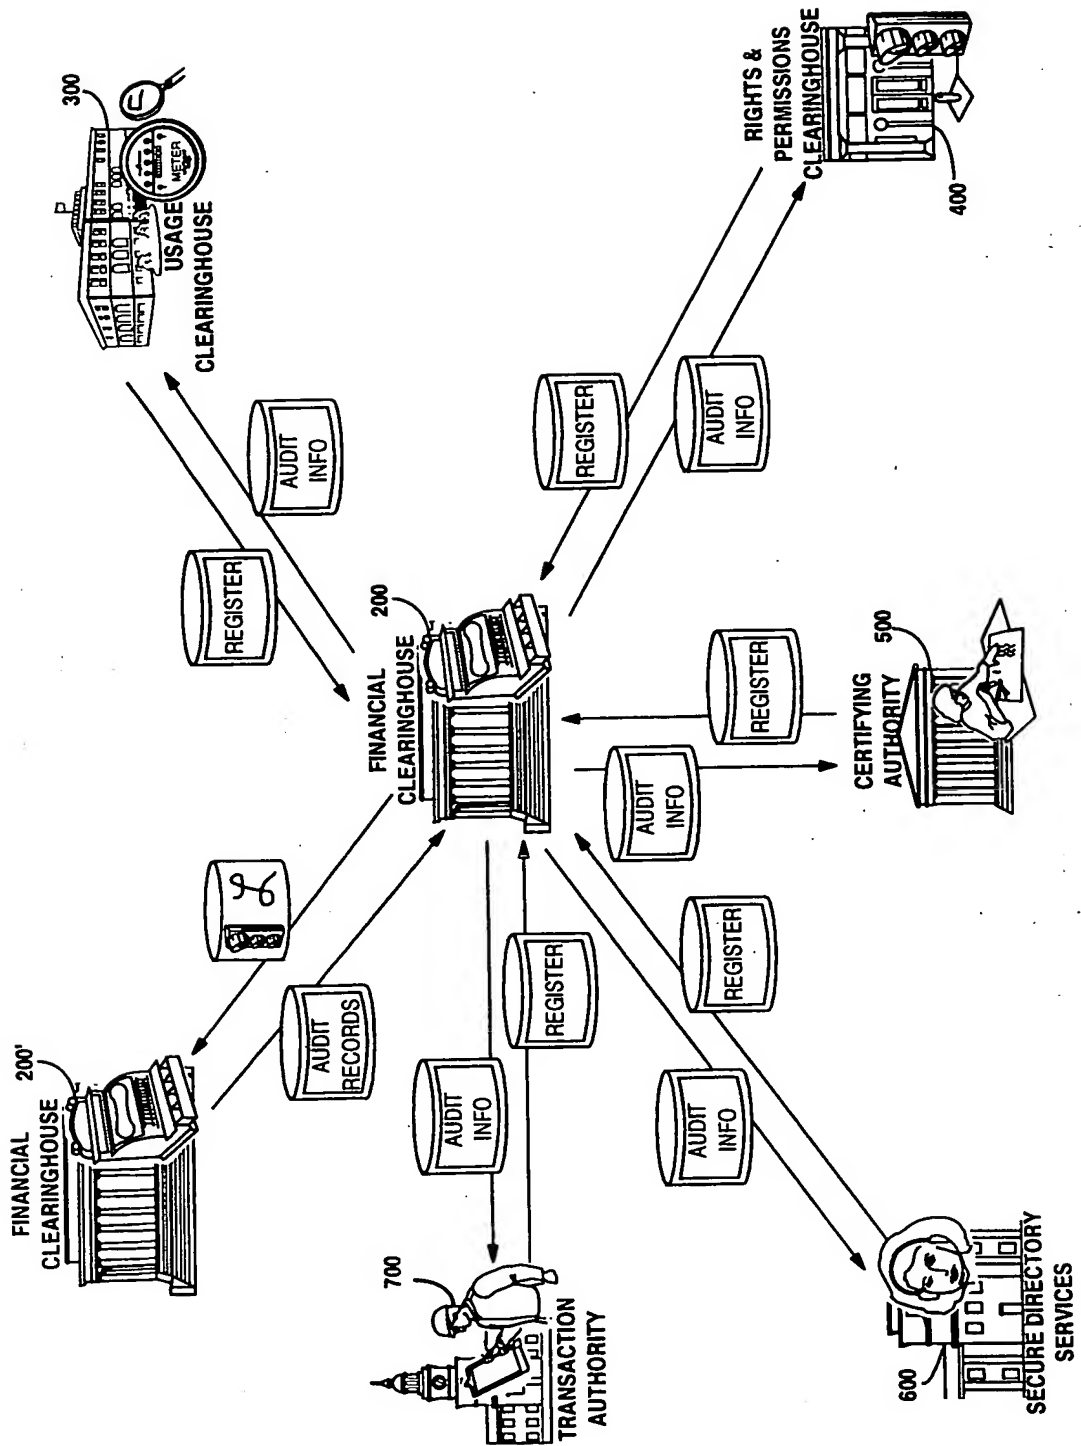 FINANCIAL
CLEARINGHOUSE
200'
300
METER
USAGE
CLEARINGHOUSE
REGISTER
AUDIT
INFO
AUDIT
RECORDS
FINANCIAL
CLEARINGHOUSE
200
700
TRANSACTION
AUTHORITY
AUDIT
INFO
REGISTER
REGISTER
AUDIT
INFO
RIGHTS &
PERMISSIONS
CLEARINGHOUSE
400
AUDIT
INFO
REGISTER
AUDIT
INFO
REGISTER
CERTIFYING
AUTHORITY
500
600
SECURE DIRECTORY
SERVICES